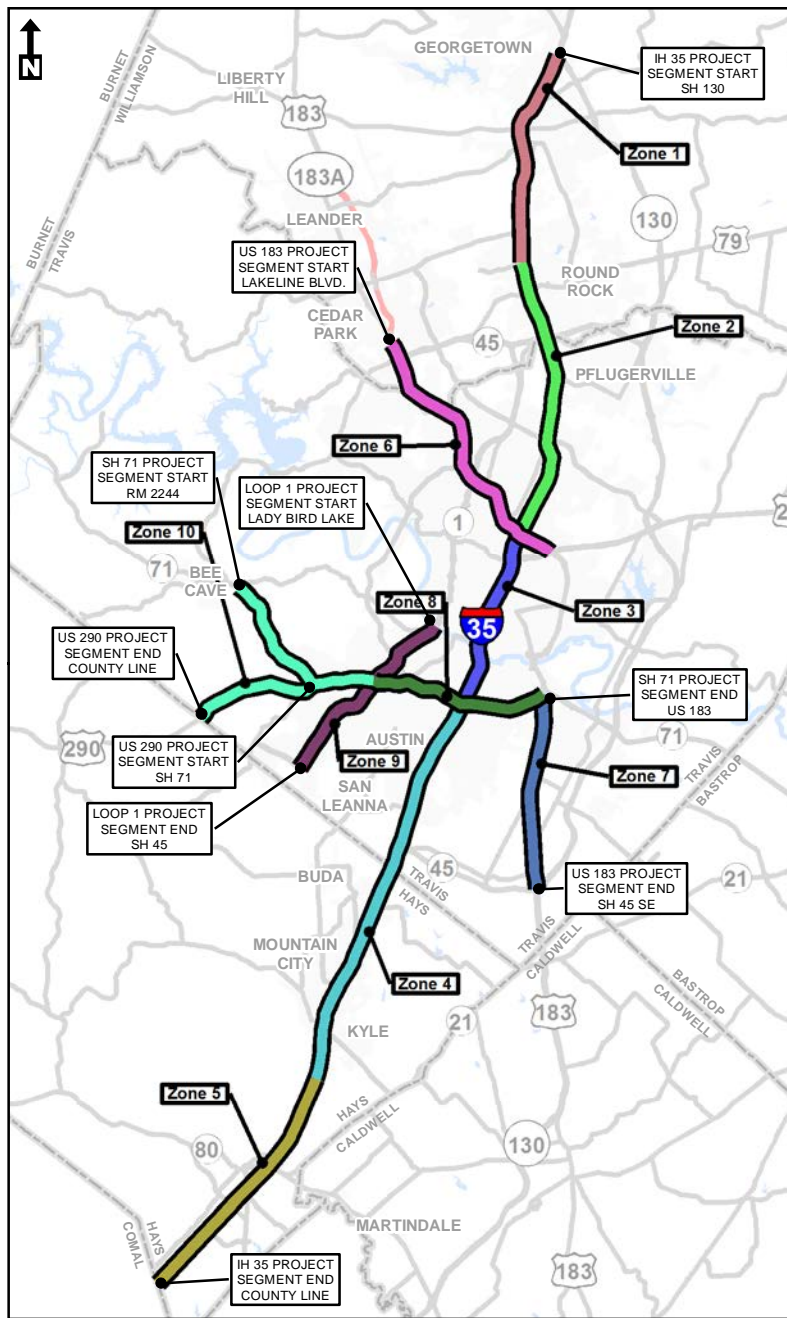 N
GEORGETOWN
IH 35 PROJECT
SEGMENT START
SH 130
BURNET
WILLIAMSON
LIBERTY
HILL
183
Zone 1
183A
130
LEANDER
79
BURNET
TRAVIS
US 183 PROJECT
SEGMENT START
LAKELINE BLVD.
ROUND
ROCK
CEDAR
PARK
45
Zone 2
PFLUGERVILLE
Zone 6
SH 71 PROJECT
SEGMENT START
RM 2244
LOOP 1 PROJECT
SEGMENT START
LADY BIRD LAKE
Zone 10
1
71
BEE
CAVE
Zone 8
Zone 3
35
US 290 PROJECT
SEGMENT END
COUNTY LINE
SH 71 PROJECT
SEGMENT END
US 183
290
US 290 PROJECT
SEGMENT START
SH 71
AUSTIN
71
Zone 9
Zone 7
TRAVIS
BASTROP
SAN
LEANNA
LOOP 1 PROJECT
SEGMENT END
SH 45
BUDA
45
TRAVIS
HAYS
US 183 PROJECT
SEGMENT END
SH 45 SE
21
MOUNTAIN
CITY
TRAVIS
CALDWELL
Zone 4
BASTROP
CALDWELL
183
KYLE
21
Zone 5
HAYS
CALDWELL
80
130
MARTINDALE
HAYS
COMAL
IH 35 PROJECT
SEGMENT END
COUNTY LINE
183